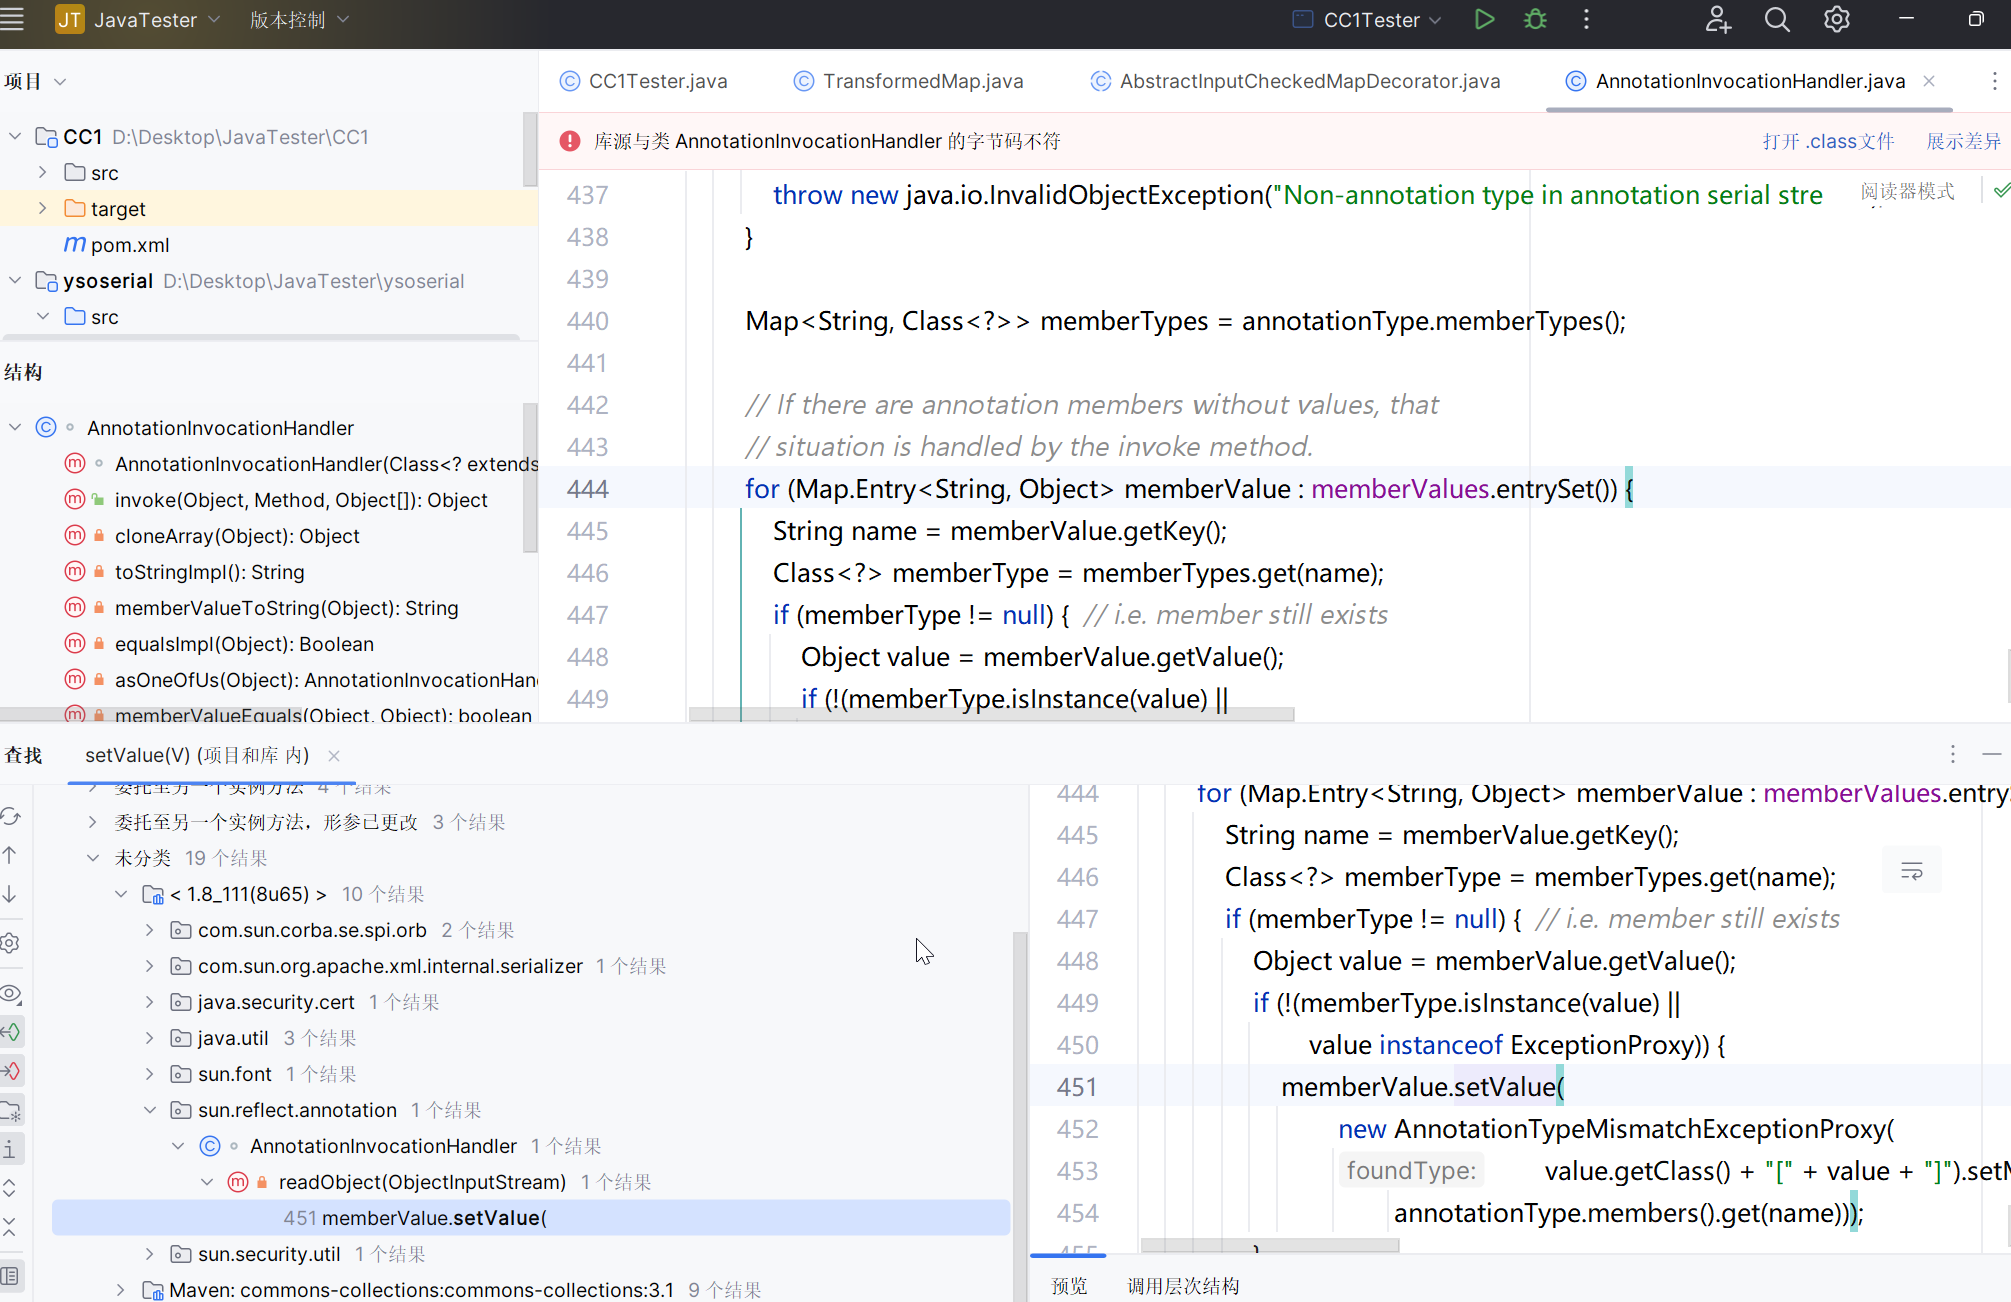 JT JavaTester 版本控制 CC1Tester
项目
CC1 D:\Desktop\JavaTester\CC1
src
target
m pom.xml
ysoserial D:\Desktop\JavaTester\ysoserial
src
结构
AnnotationInvocationHandler
AnnotationInvocationHandler(Class<? extends
invoke(Object, Method, Object[]): Object
cloneArray(Object): Object
toStringImpl(): String
memberValueToString(Object): String
equalsImpl(Object): Boolean
asOneOfUs(Object): AnnotationInvocationHan
memberValueEquals(Object, Object): boolean
CC1Tester.java TransformedMap.java AbstractInputCheckedMapDecorator.java AnnotationInvocationHandler.java
库源与类 AnnotationInvocationHandler 的字节码不符 打开 .class文件 展示差异
阅读器模式
437 throw new java.io.InvalidObjectException("Non-annotation type in annotation serial stre
438 }
439
440 Map<String, Class<?>> memberTypes = annotationType.memberTypes();
441
442 // If there are annotation members without values, that
443 // situation is handled by the invoke method.
444 for (Map.Entry<String, Object> memberValue : memberValues.entrySet()) {
445 String name = memberValue.getKey();
446 Class<?> memberType = memberTypes.get(name);
447 if (memberType != null) { // i.e. member still exists
448 Object value = memberValue.getValue();
449 if (!(memberType.isInstance(value) ||
查找 setValue(V) (项目和库 内)
委托至另一个实例方法 4 个结果
委托至另一个实例方法，形参已更改 3 个结果
未分类 19 个结果
< 1.8_111(8u65) > 10 个结果
com.sun.corba.se.spi.orb 2 个结果
com.sun.org.apache.xml.internal.serializer 1 个结果
java.security.cert 1 个结果
java.util 3 个结果
sun.font 1 个结果
sun.reflect.annotation 1 个结果
AnnotationInvocationHandler 1 个结果
readObject(ObjectInputStream) 1 个结果
451 memberValue.setValue(
sun.security.util 1 个结果
Maven: commons-collections:commons-collections:3.1 9 个结果
444 for (Map.Entry<String, Object> memberValue : memberValues.entry
445 String name = memberValue.getKey();
446 Class<?> memberType = memberTypes.get(name);
447 if (memberType != null) { // i.e. member still exists
448 Object value = memberValue.getValue();
449 if (!(memberType.isInstance(value) ||
450 value instanceof ExceptionProxy)) {
451 memberValue.setValue(
452 new AnnotationTypeMismatchExceptionProxy(
453 foundType: value.getClass() + "[" + value + "]").setM
454 annotationType.members().get(name)));
455 }
预览 调用层次结构